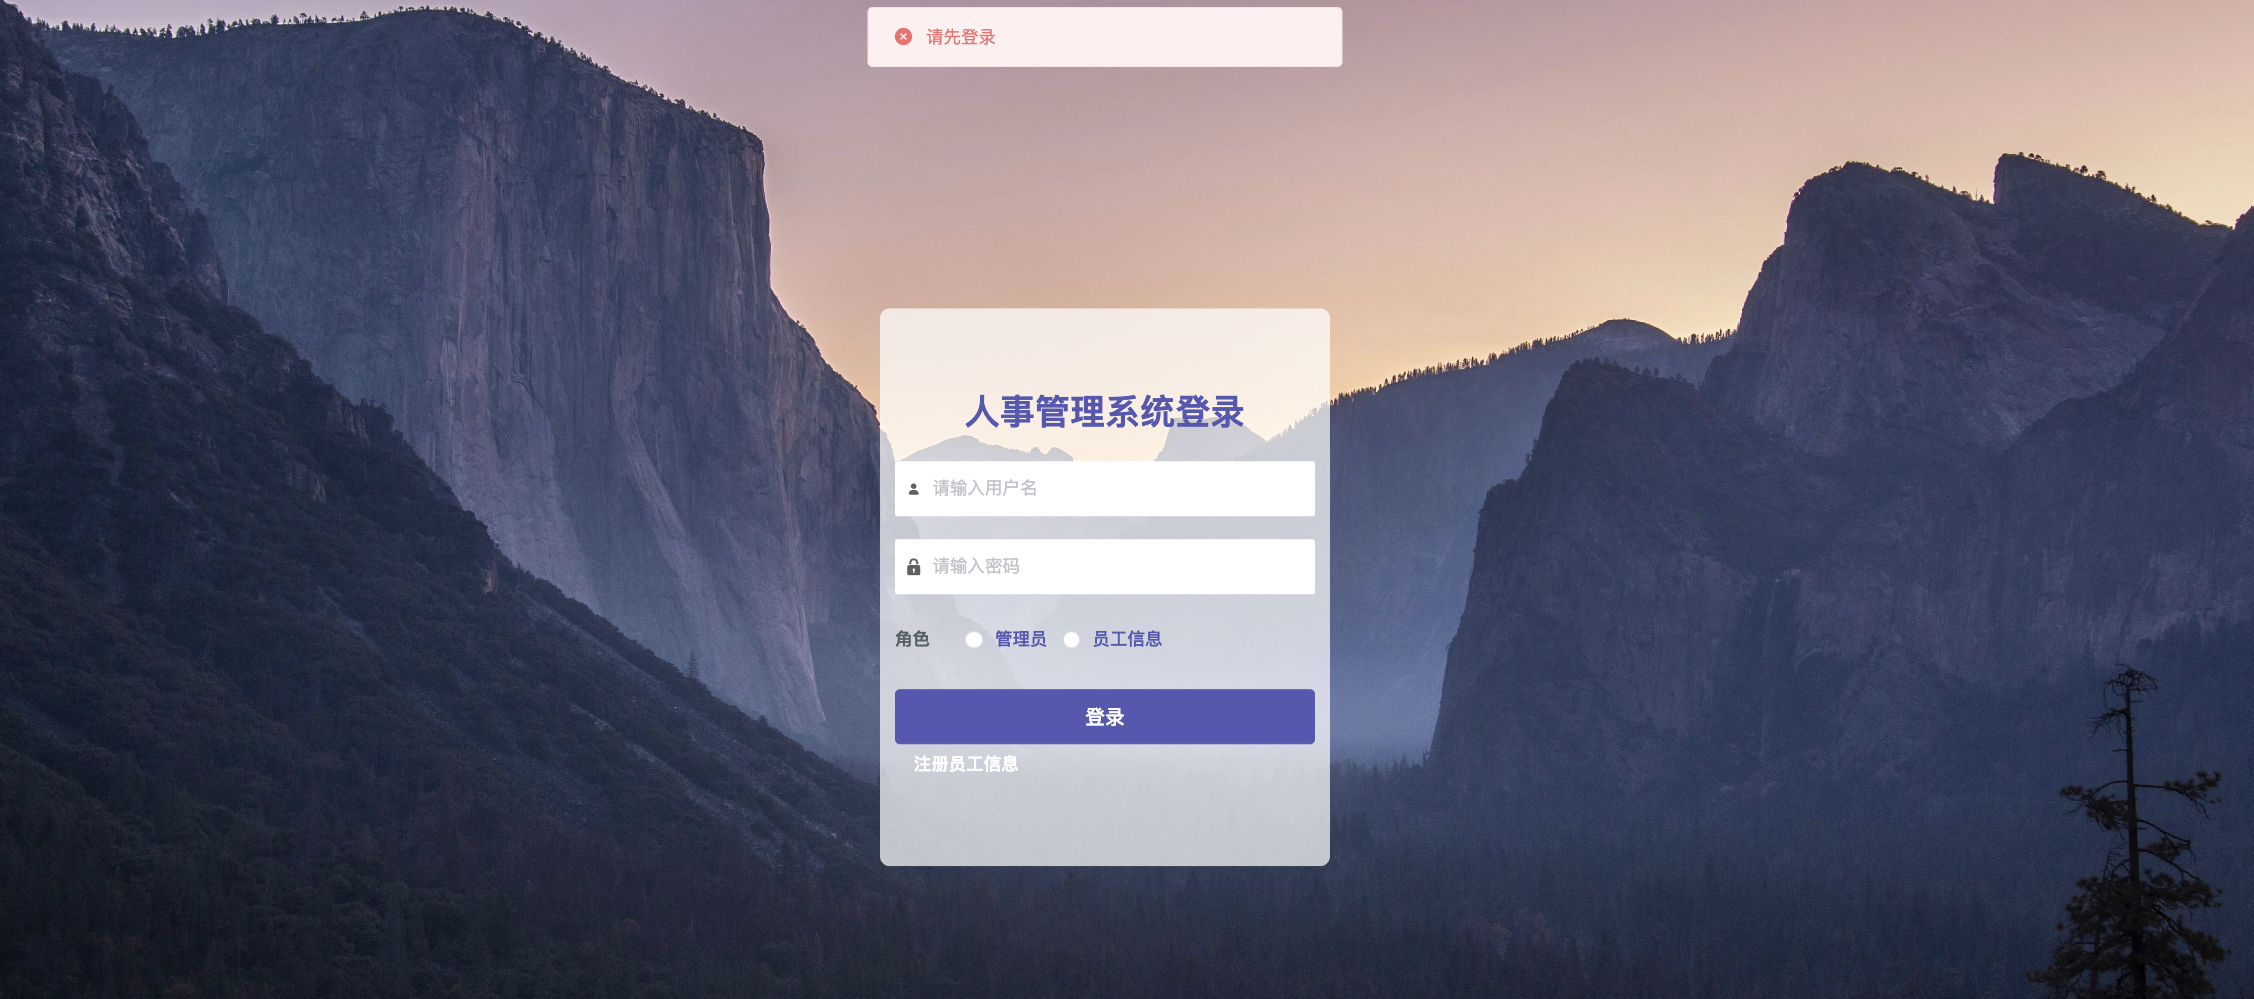 请先登录
人事管理系统登录
请输入用户名
请输入密码
角色 管理员 员工信息
登录
注册员工信息